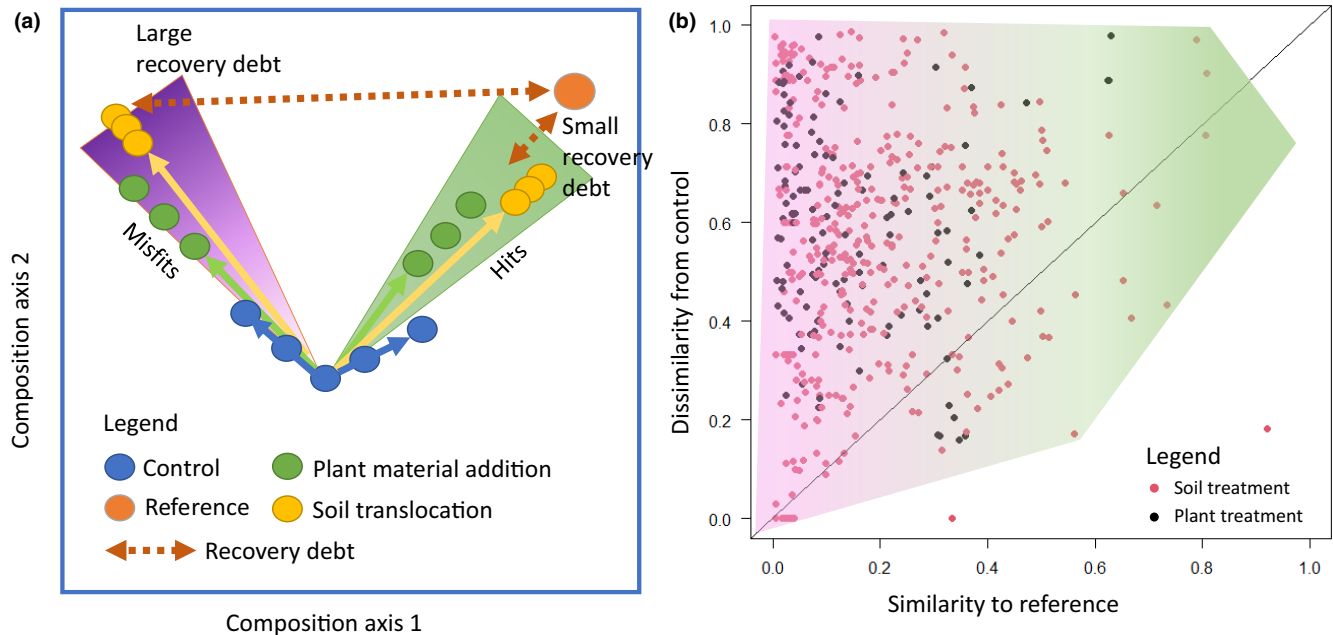 (a)
Large
recovery debt
Small
recovery
debt
Misfits
Hits
Composition axis 2
Legend
Control
Plant material addition
Reference
Soil translocation
Recovery debt
Composition axis 1
(b)
1.0
0.8
0.6
0.4
0.2
0.0
Dissimilarity from control
Legend
Soil treatment
Plant treatment
0.0 0.2 0.4 0.6 0.8 1.0
Similarity to reference